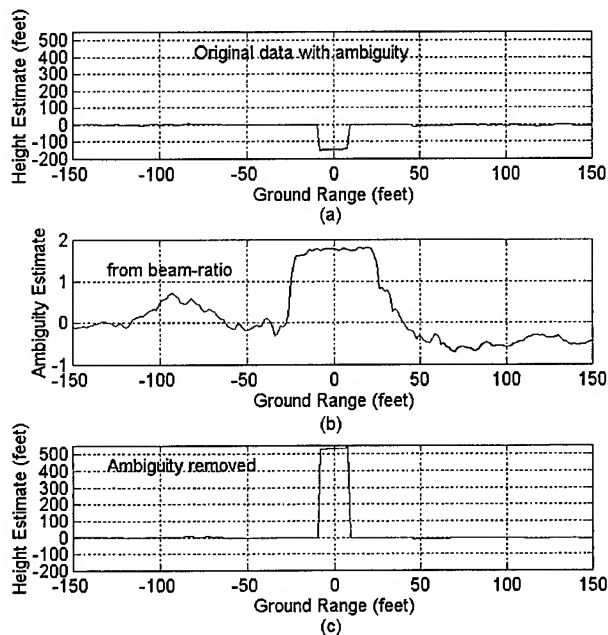 500
400
300
200
100
0
-100
-200
Height Estimate (feet)
Original data with ambiguity
-150 -100 -50 0 50 100 150
Ground Range (feet)
(a)
2
1
0
-1
Ambiguity Estimate
from beam-ratio
-150 -100 -50 0 50 100 150
Ground Range (feet)
(b)
500
400
300
200
100
0
-100
-200
Height Estimate (feet)
Ambiguity removed
-150 -100 -50 0 50 100 150
Ground Range (feet)
(c)